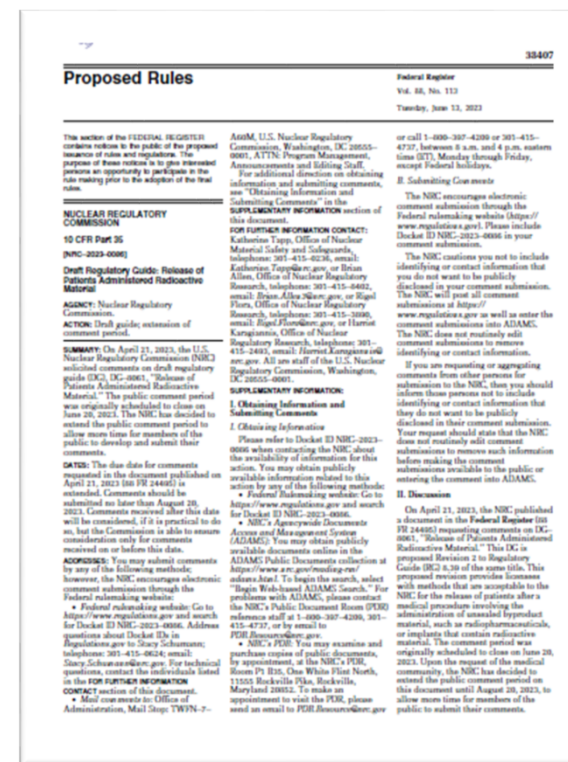 33407
Proposed Rules
Federal Register
Vol. 88, No. 113
Tuesday, June 13, 2023
This section of the FEDERAL REGISTER
contains notices to the public of the proposed
issuance of rules and regulations. The
purpose of these notices is to give interested
persons an opportunity to participate in the
rule making prior to the adoption of the final
rules.
NUCLEAR REGULATORY
COMMISSION
10 CFR Part 35
[NRC–2023–0086]
Draft Regulatory Guide: Release of
Patients Administered Radioactive
Material
AGENCY: Nuclear Regulatory
Commission.
ACTION: Draft guide; extension of
comment period.
SUMMARY: On April 21, 2023, the U.S.
Nuclear Regulatory Commission (NRC)
solicited comments on draft regulatory
guide (DG), DG–8061, "Release of
Patients Administered Radioactive
Material." The public comment period
was originally scheduled to close on
June 20, 2023. The NRC has decided to
extend the public comment period to
allow more time for members of the
public to develop and submit their
comments.
DATES: The due date for comments
requested in the document published on
April 21, 2023 (88 FR 24495) is
extended. Comments should be
submitted no later than August 20,
2023. Comments received after this date
will be considered, if it is practical to do
so, but the Commission is able to ensure
consideration only for comments
received on or before this date.
ADDRESSES: You may submit comments
by any of the following methods;
however, the NRC encourages electronic
comment submission through the
Federal rulemaking website:
• Federal rulemaking website: Go to
https://www.regulations.gov and search
for Docket ID NRC–2023–0086. Address
questions about Docket IDs in
Regulations.gov to Stacy Schumann;
telephone: 301–415–0624; email:
Stacy.Schumann@nrc.gov. For technical
questions, contact the individuals listed
in the FOR FURTHER INFORMATION
CONTACT section of this document.
• Mail comments to: Office of
Administration, Mail Stop: TWFN–7–
A60M, U.S. Nuclear Regulatory
Commission, Washington, DC 20555–
0001, ATTN: Program Management,
Announcements and Editing Staff.
For additional direction on obtaining
information and submitting comments,
see "Obtaining Information and
Submitting Comments" in the
SUPPLEMENTARY INFORMATION section of
this document.
FOR FURTHER INFORMATION CONTACT:
Katherine Tapp, Office of Nuclear
Material Safety and Safeguards,
telephone: 301–415–0236, email:
Katherine.Tapp@nrc.gov, or Brian
Allen, Office of Nuclear Regulatory
Research, telephone: 301–415–
email: or Rigel
Flora, Office of Nuclear Regulatory
Research, telephone: 301–415–
email: Rigel.Flora@nrc.gov, or Harriet
Karagiannis, Office of Nuclear
Regulatory Research, telephone: 301–
415–2493, email: Harriet.Karagiannis@
nrc.gov. All are staff of the U.S. Nuclear
Regulatory Commission, Washington,
DC 20555–0001.
SUPPLEMENTARY INFORMATION:
I. Obtaining Information and
Submitting Comments
Obtaining Information
Please refer to Docket ID NRC–2023–
0086 when contacting the NRC about
the availability of information for this
action. You may obtain publicly
available information related to this
action by any of the following methods:
• Federal Rulemaking website: Go to
https://www.regulations.gov and search
for Docket ID NRC–2023–0086.
• NRC's Agencywide Documents
Access and Management System
(ADAMS): You may obtain publicly
available documents online in the
ADAMS Public Documents collection at
https://www.nrc.gov/reading-rm/
adams.html. To begin the search, select
"Begin Web-based ADAMS Search." For
problems with ADAMS, please contact
the NRC's Public Document Room (PDR)
reference staff at 1–800–397–4209, 301–
415–4737, or by email to
PDR.Resource@nrc.gov.
• NRC's PDR: You may examine and
purchase copies of public documents,
by appointment, at the NRC's PDR,
Room P1 B35, One White Flint North,
11555 Rockville Pike, Rockville,
Maryland 20852. To make an
appointment to visit the PDR, please
send an email to PDR.Resource@nrc.gov
or call 1–800–397–4209 or 301–415–
4737, between 8 a.m. and 4 p.m. eastern
time (ET), Monday through Friday,
except Federal holidays.
B. Submitting Comments
The NRC encourages electronic
comment submission through the
Federal rulemaking website (https://
www.regulations.gov). Please include
Docket ID NRC–2023–0086 in your
comment submission.
The NRC cautions you not to include
identifying or contact information that
you do not want to be publicly
disclosed in your comment submission.
The NRC will post all comment
submissions at https://
www.regulations.gov as well as enter the
comment submissions into ADAMS.
The NRC does not routinely edit
comment submissions to remove
identifying or contact information.
If you are requesting or aggregating
comments from other persons for
submission to the NRC, then you should
inform those persons not to include
identifying or contact information that
they do not want to be publicly
disclosed in their comment submission.
Your request should state that the NRC
does not routinely edit comment
submissions to remove such information
before making the comment
submissions available to the public or
entering the comment into ADAMS.
II. Discussion
On April 21, 2023, the NRC published
a document in the Federal Register (88
FR 24495) requesting comments on DG–
8061, "Release of Patients Administered
Radioactive Material." This DG is
proposed Revision 2 to Regulatory
Guide (RG) 8.39 of the same title. This
proposed revision provides licensees
with methods that are acceptable to the
NRC for the release of patients after a
medical procedure involving the
administration of unsealed byproduct
material, such as radiopharmaceuticals,
or implants that contain radioactive
material. The comment period was
originally scheduled to close on June 20,
2023. Upon the request of the medical
community, the NRC has decided to
extend the public comment period on
this document until August 20, 2023, to
allow more time for members of the
public to submit their comments.